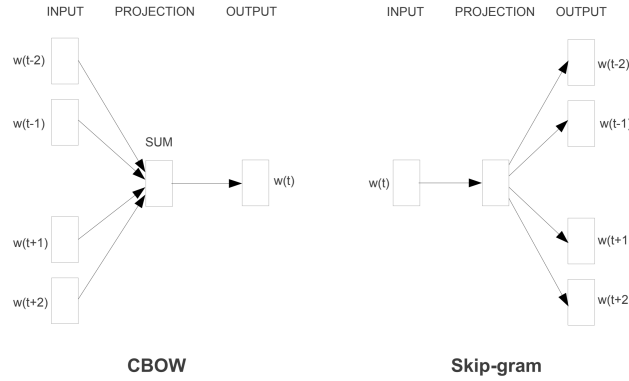 INPUT PROJECTION OUTPUT
w(t-2)
w(t-1)
SUM
w(t)
w(t+1)
w(t+2)
CBOW
INPUT PROJECTION OUTPUT
w(t-2)
w(t-1)
w(t)
w(t+1
w(t+2
Skip-gram